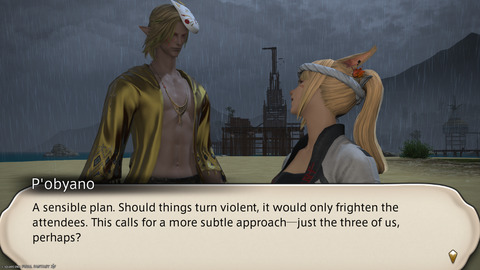 P'obyano
A sensible plan. Should things turn violent, it would only frighten the
attendees. This calls for a more subtle approach—just the three of us,
perhaps?